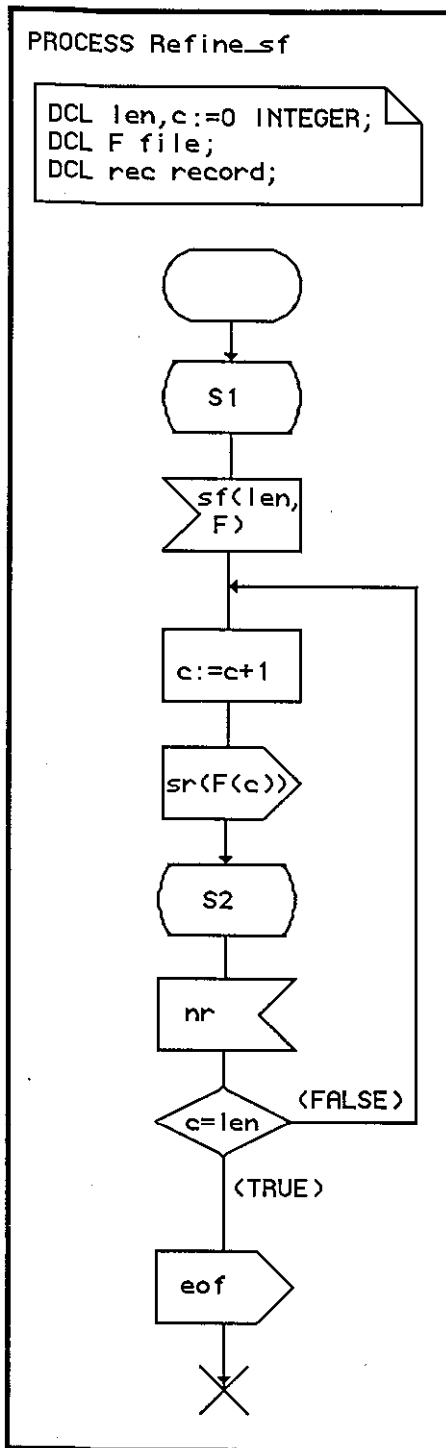 PROCESS Refine_sf
DCL len,c:=0 INTEGER;
DCL F file;
DCL rec record;
S1
sf(len,
F)
c:=c+1
sr(F(c))
S2
nr
(FALSE)
c=len
(TRUE)
eof